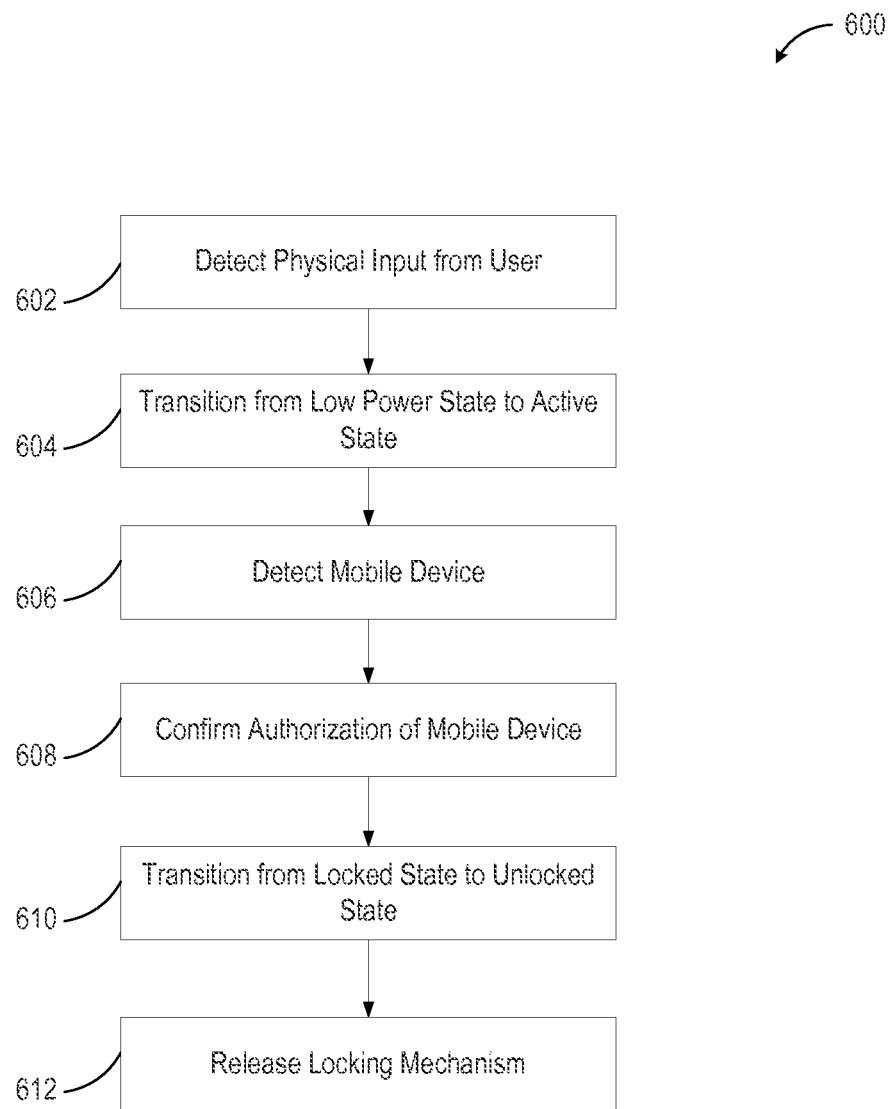 600
Detect Physical Input from User
602
Transition from Low Power State to Active
State
604
Detect Mobile Device
606
Confirm Authorization of Mobile Device
608
Transition from Locked State to Unlocked
State
610
Release Locking Mechanism
612